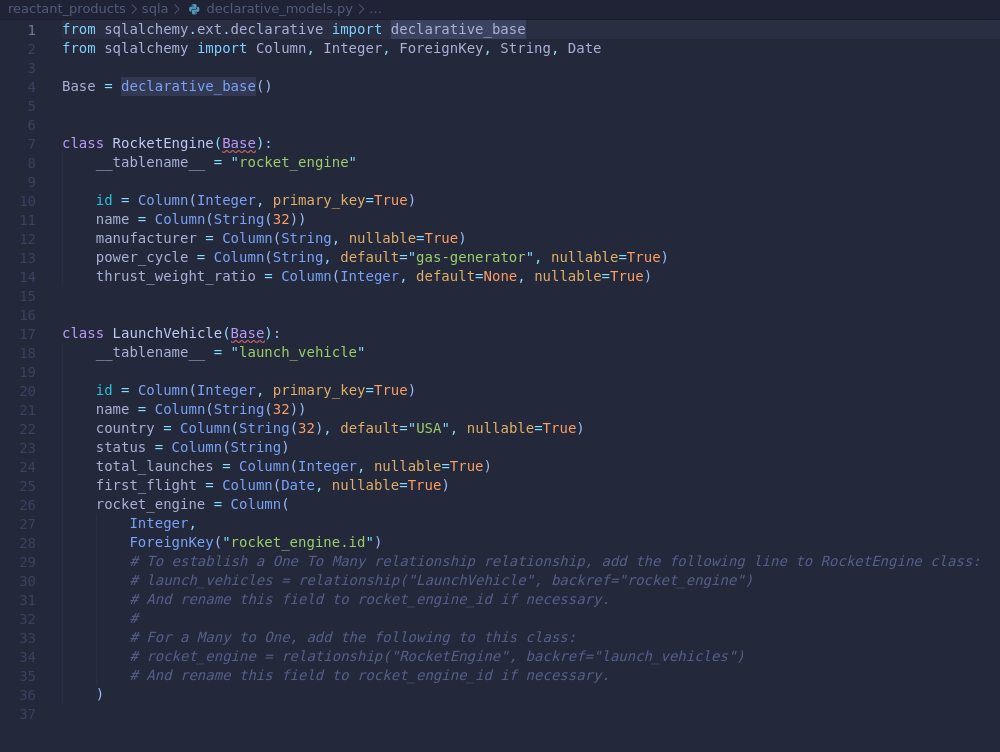 reactant_products > sqla > declarative_models.py > ...
1 from sqlalchemy.ext.declarative import declarative_base
2 from sqlalchemy import Column, Integer, ForeignKey, String, Date
3
4 Base = declarative_base()
5
6
7 class RocketEngine(Base):
8     __tablename__ = "rocket_engine"
9
10     id = Column(Integer, primary_key=True)
11     name = Column(String(32))
12     manufacturer = Column(String, nullable=True)
13     power_cycle = Column(String, default="gas-generator", nullable=True)
14     thrust_weight_ratio = Column(Integer, default=None, nullable=True)
15
16
17 class LaunchVehicle(Base):
18     __tablename__ = "launch_vehicle"
19
20     id = Column(Integer, primary_key=True)
21     name = Column(String(32))
22     country = Column(String(32), default="USA", nullable=True)
23     status = Column(String)
24     total_launches = Column(Integer, nullable=True)
25     first_flight = Column(Date, nullable=True)
26     rocket_engine = Column(
27         Integer,
28         ForeignKey("rocket_engine.id")
29         # To establish a One To Many relationship relationship, add the following line to RocketEngine class:
30         # launch_vehicles = relationship("LaunchVehicle", backref="rocket_engine")
31         # And rename this field to rocket_engine_id if necessary.
32         #
33         # For a Many to One, add the following to this class:
34         # rocket_engine = relationship("RocketEngine", backref="launch_vehicles")
35         # And rename this field to rocket_engine_id if necessary.
36     )
37